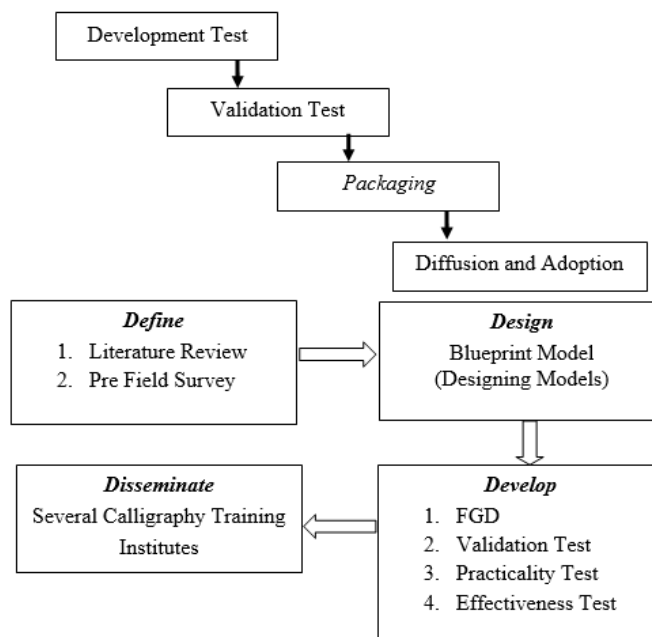 Development Test
Validation Test
Packaging
Diffusion and Adoption
Define
1. Literature Review
2. Pre Field Survey
Design
Blueprint Model
(Designing Models)
Disseminate
Several Calligraphy Training
Institutes
Develop
1. FGD
2. Validation Test
3. Practicality Test
4. Effectiveness Test